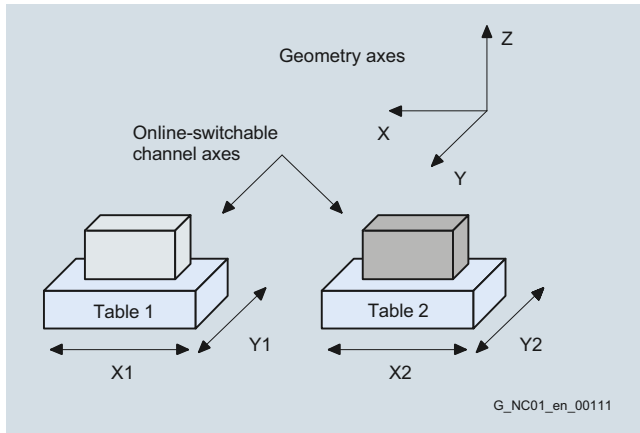 Geometry axes
Z
X
Y
Online-switchable
channel axes
Table 1
Table 2
X1
Y1
X2
Y2
G_NC01_en_00111